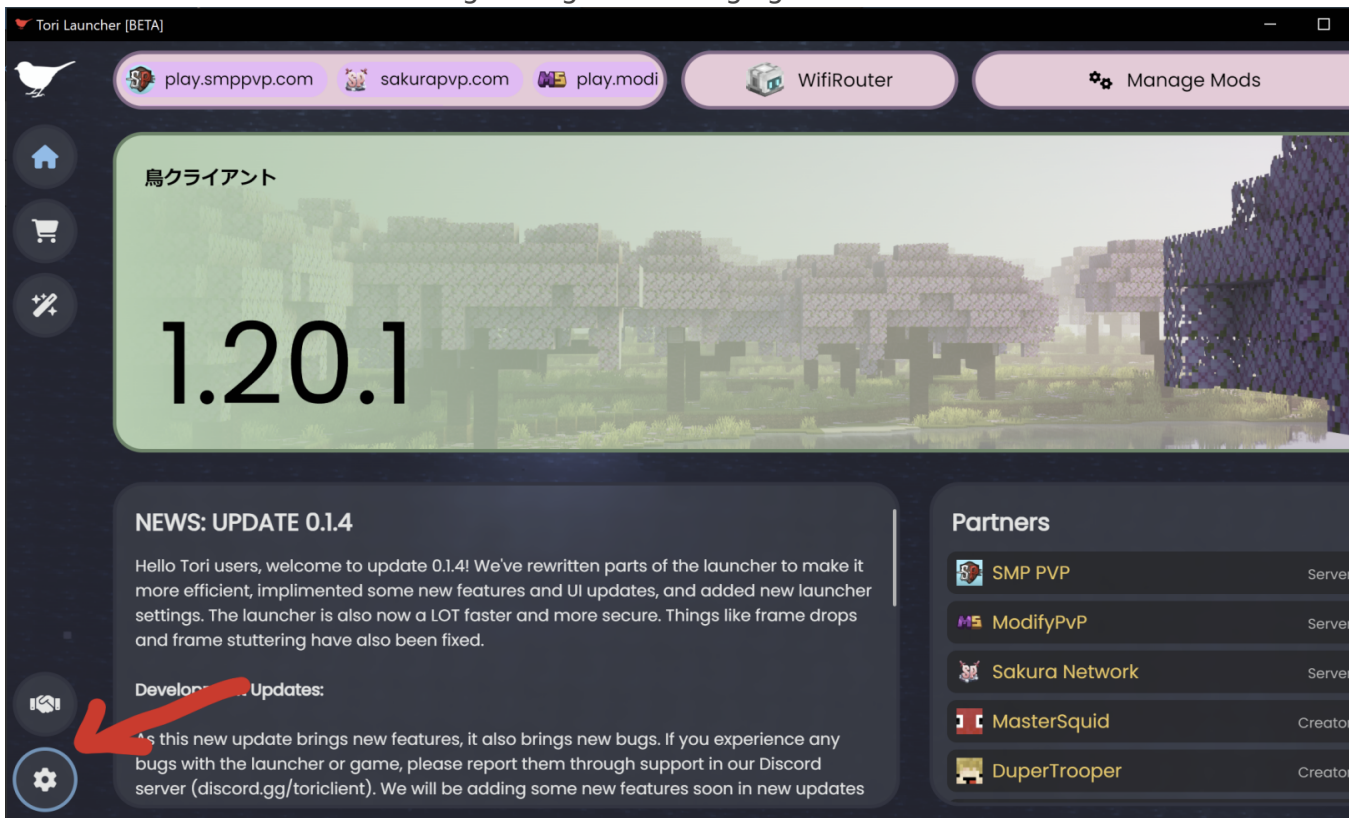 Tori Launcher [BETA]
play.smppvp.com
sakurapvp.com
play.modi
WifiRouter
Manage Mods
鳥クライアント
1.20.1
NEWS: UPDATE 0.1.4
Hello Tori users, welcome to update 0.1.4! We've rewritten parts of the launcher to make it
more efficient, implimented some new features and UI updates, and added new launcher
settings. The launcher is also now a LOT faster and more secure. Things like frame drops
and frame stuttering have also been fixed.
Updates:
As this new update brings new features, it also brings new bugs. If you experience any
bugs with the launcher or game, please report them through support in our Discord
server (discord.gg/toriclient). We will be adding some new features soon in new updates
Partners
SMP PVP
Server
ModifyPvP
Server
Sakura Network
Server
MasterSquid
Creator
DuperTrooper
Creator